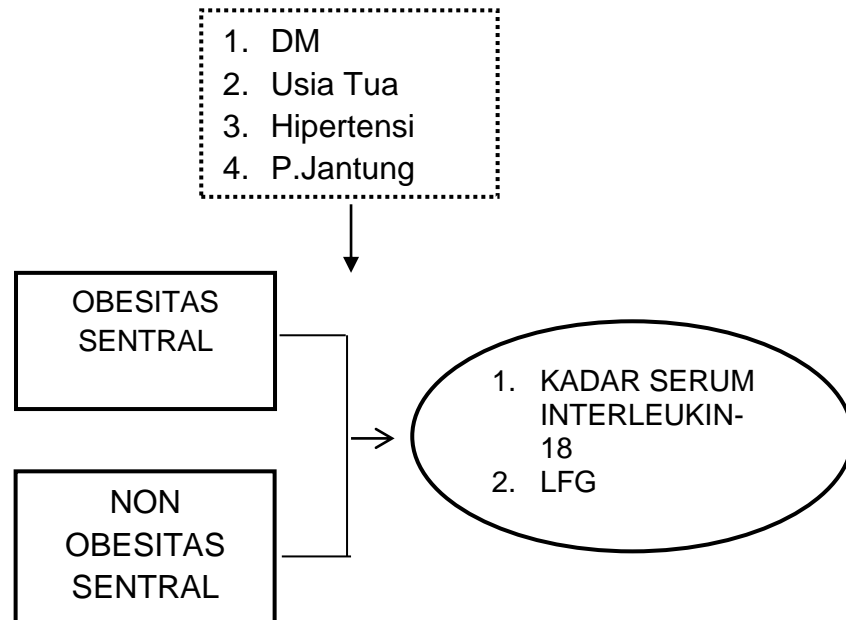 1. DM
2. Usia Tua
3. Hipertensi
4. P.Jantung
OBESITAS
SENTRAL
NON
OBESITAS
SENTRAL
1. KADAR SERUM
INTERLEUKIN-
18
2. LFG